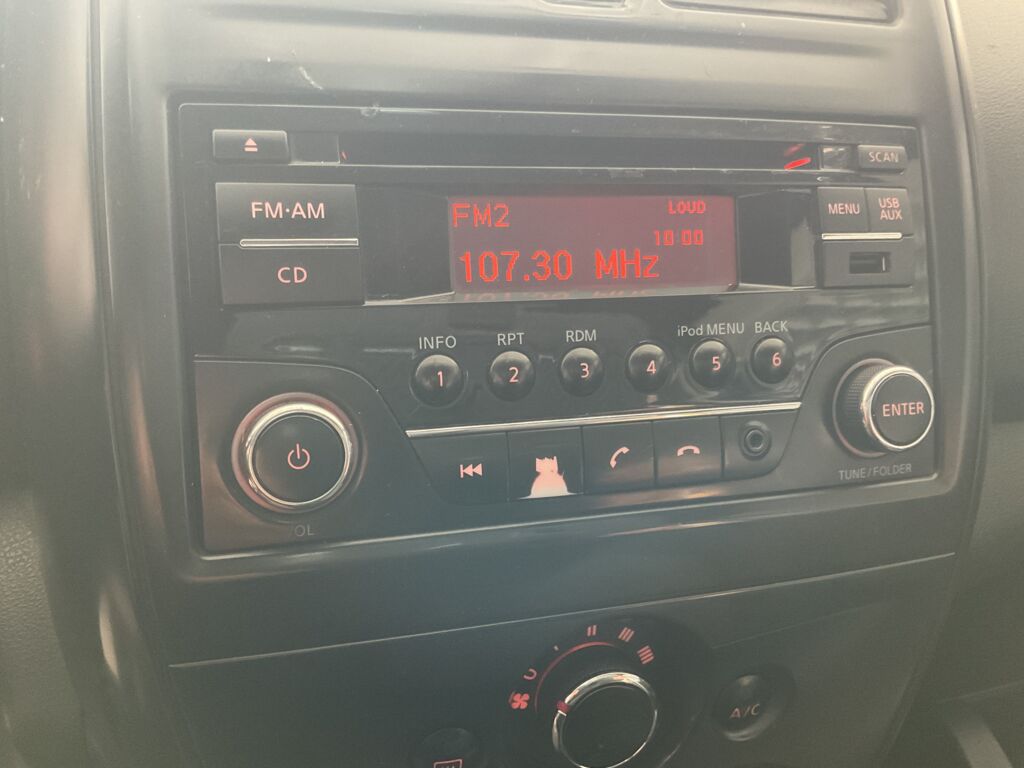 SCAN
FM·AM
CD
FM2
LOUD
10:00
107.30 MHz
MENU
USB
AUX
INFO
RPT
RDM
iPod MENU
BACK
1
2
3
4
5
6
ENTER
TUNE/FOLDER
OL
A/C